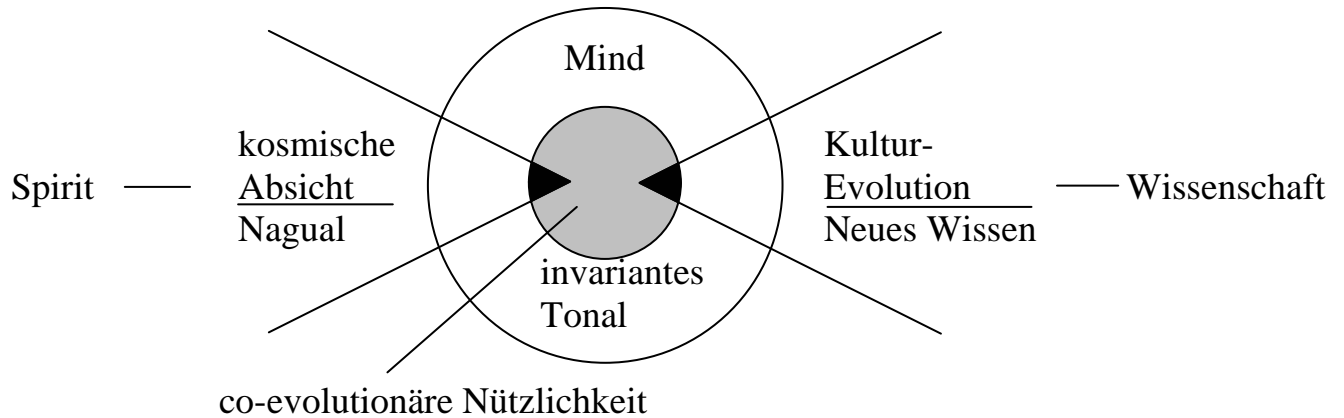 Mind
Spirit
kosmische
Absicht
Nagual
Kultur-
Evolution
Neues Wissen
Wissenschaft
invariantes
Tonal
co-evolutionäre Nützlichkeit